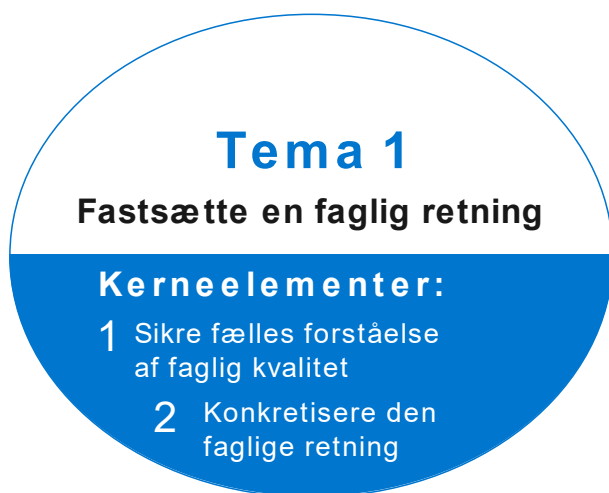 Tema 1
Fastsætte en faglig retning
Kerneelementer:
1 Sikre fælles forståelse
af faglig kvalitet
2 Konkretisere den
faglige retning